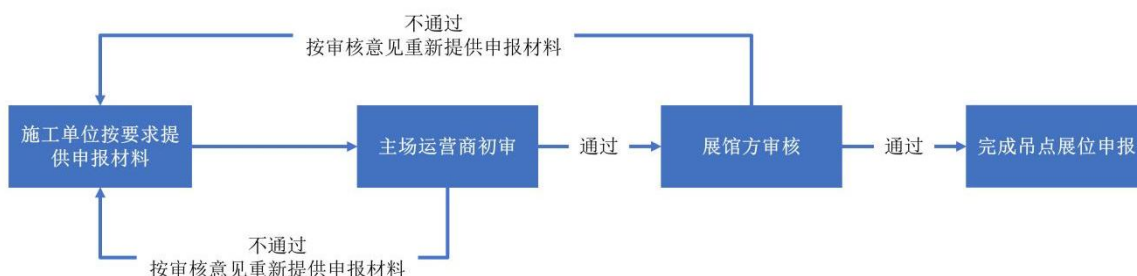 不通过
按审核意见重新提供申报材料
施工单位按要求提
供申报材料
主场运营商初审
通过
展馆方审核
通过
完成吊点展位申报
不通过
按审核意见重新提供申报材料